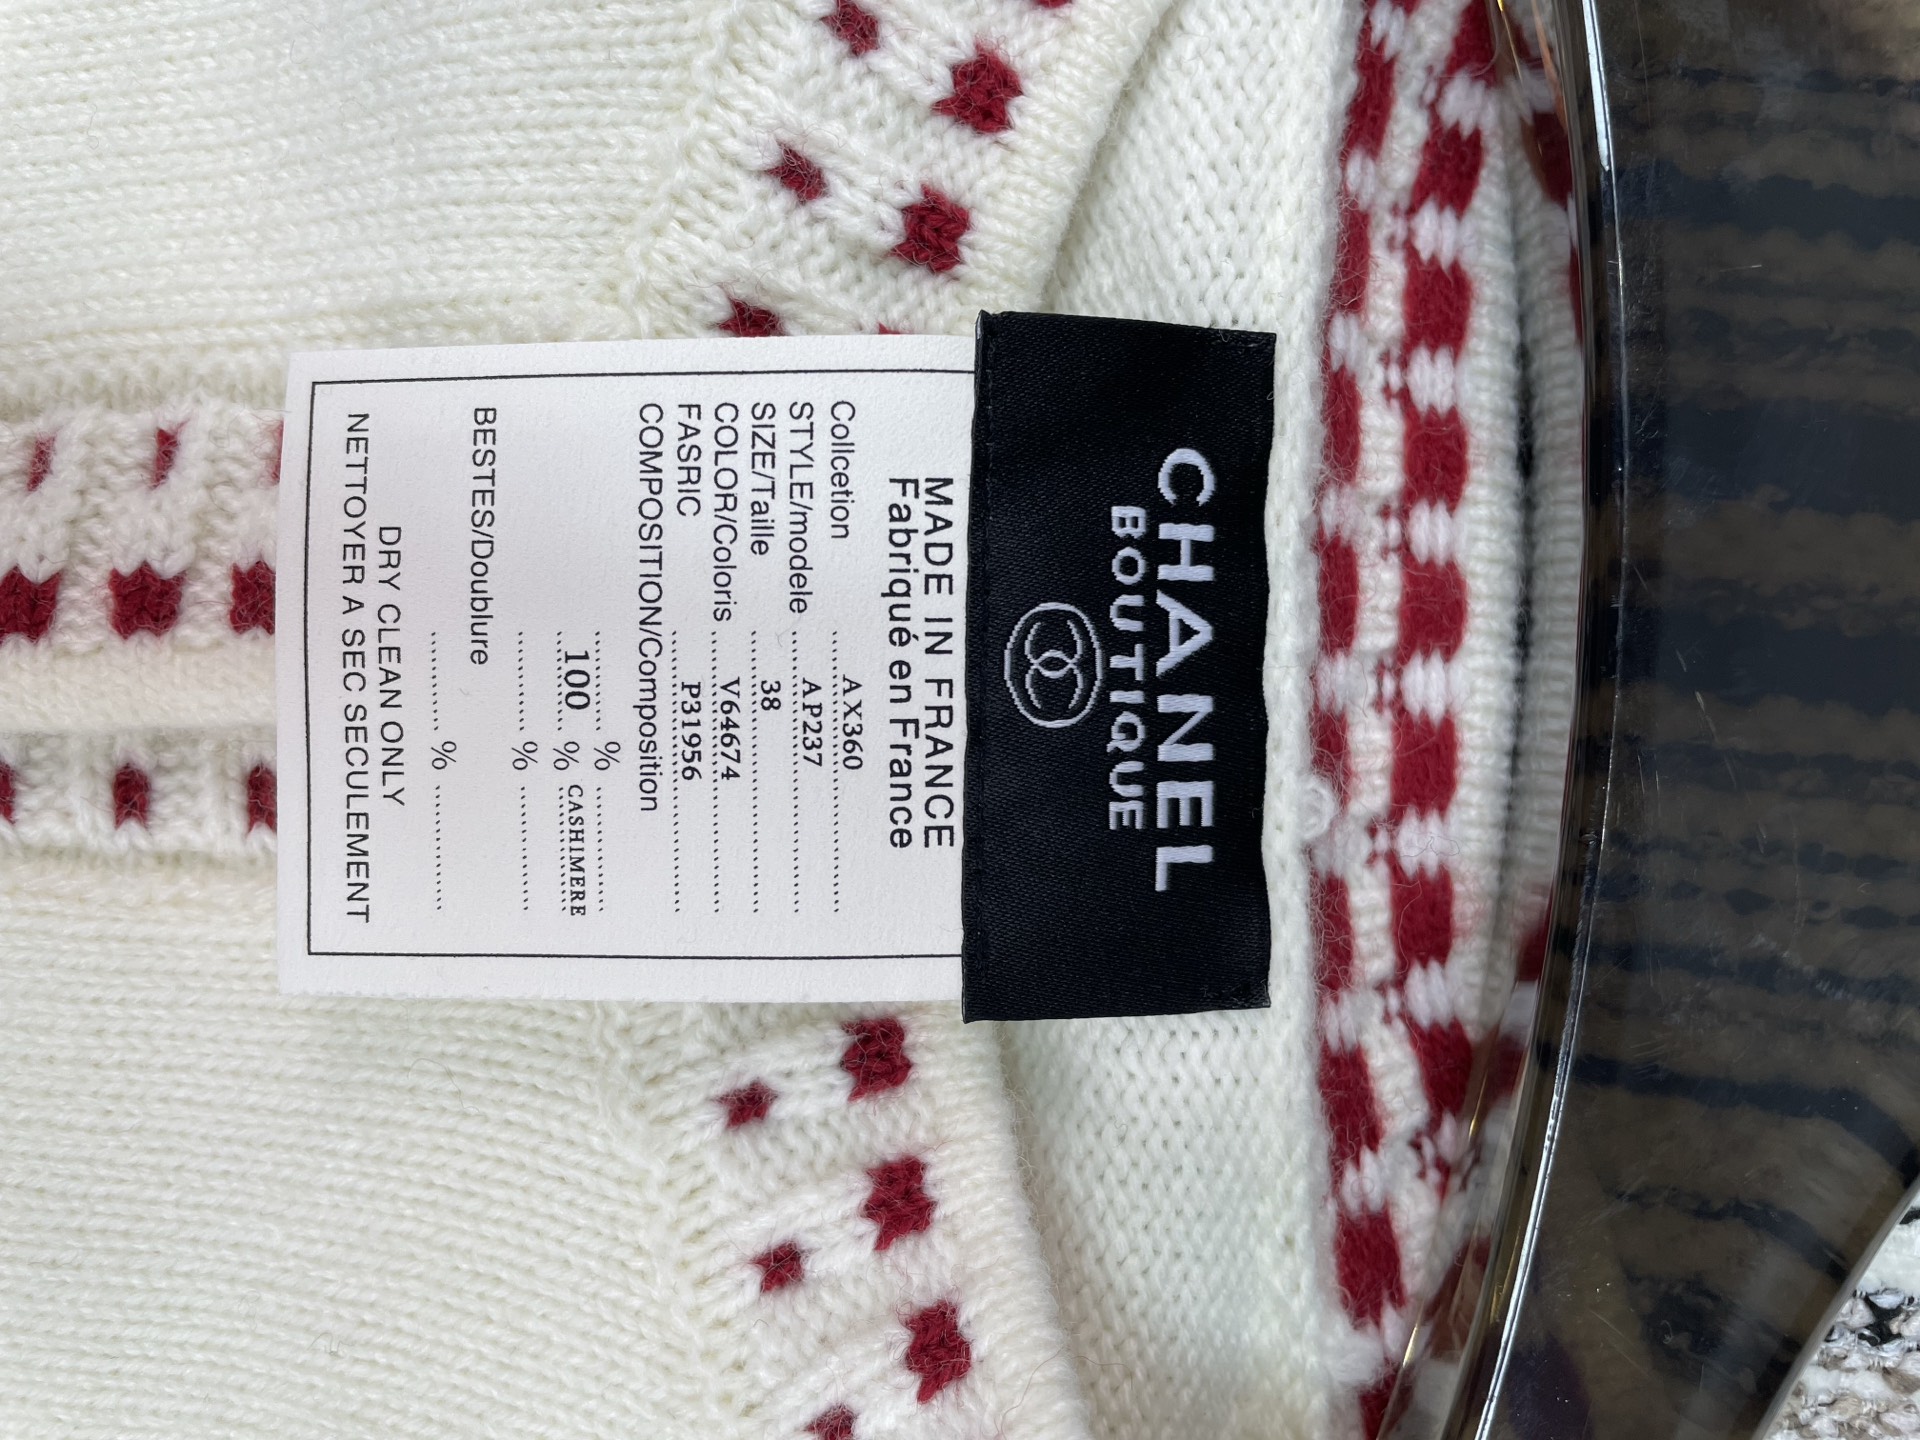 CHANEL
BOUTIQUE
MADE IN FRANCE
Fabriqué en France
Collcetion ........AX360........
STYLE/modele ........AP237........
SIZE/Taille ........38........
COLOR/Coloris ........V64674........
FASRIC ........P31956........
COMPOSITION/Composition
........ % ........
100 % CASHIMERE
........ % ........
BESTES/Doublure
........ % ........
DRY CLEAN ONLY
NETTOYER A SEC SECULEMENT